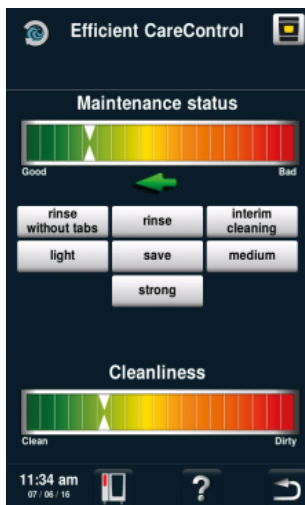 Efficient CareControl
Maintenance status
Good Bad
rinse without tabs
rinse
interim cleaning
light save medium
strong
Cleanliness
Clean Dirty
11:34 am
07 / 06 / 16
?